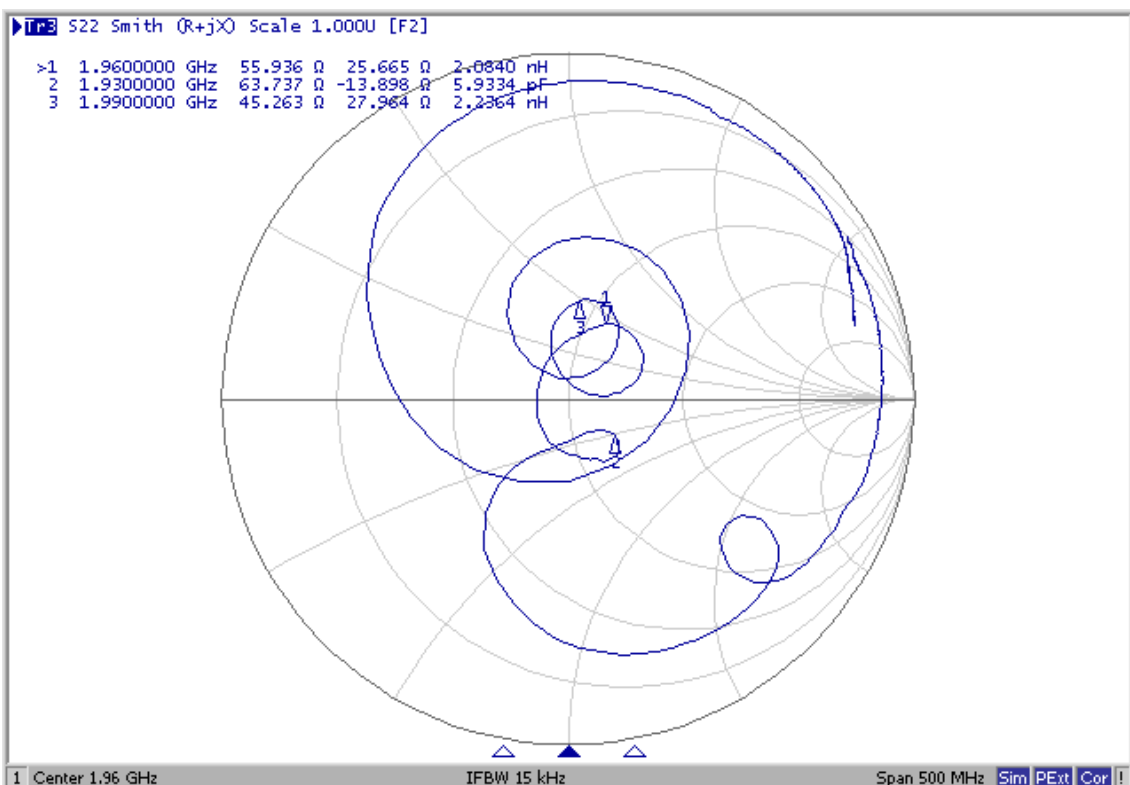 Tr3 S22 Smith (R+jX) Scale 1.000U [F2]
>1 1.9600000 GHz 55.936 Ω 25.665 Ω 2.0840 nH
2 1.9300000 GHz 63.737 Ω -13.898 Ω 5.9334 pF
3 1.9900000 GHz 45.263 Ω 27.964 Ω 2.2364 nH
1
3
2
1 Center 1.96 GHz IFBW 15 kHz Span 500 MHz Sim PExt Cor !